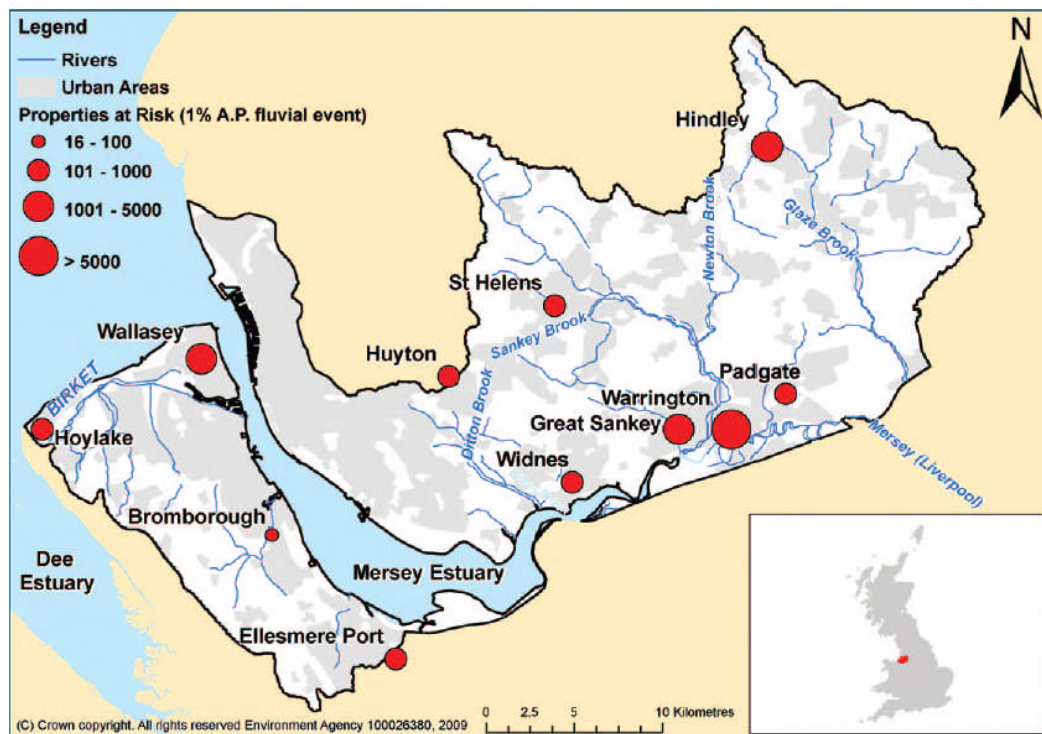 Legend
Rivers
Urban Areas
Properties at Risk (1% A.P. fluvial event)
16 - 100
101 - 1000
1001 - 5000
> 5000
N
Hindley
Newton Brook
Glaze Brook
St Helens
Sankey Brook
Wallasey
Huyton
Padgate
BIRKET
Warrington
Great Sankey
Hoylake
Ditton Brook
Widnes
Mersey (Liverpool)
Bromborough
Dee
Estuary
Mersey Estuary
Ellesmere Port
(C) Crown copyright. All rights reserved Environment Agency 100026380, 2009
0 2.5 5 10 Kilometres